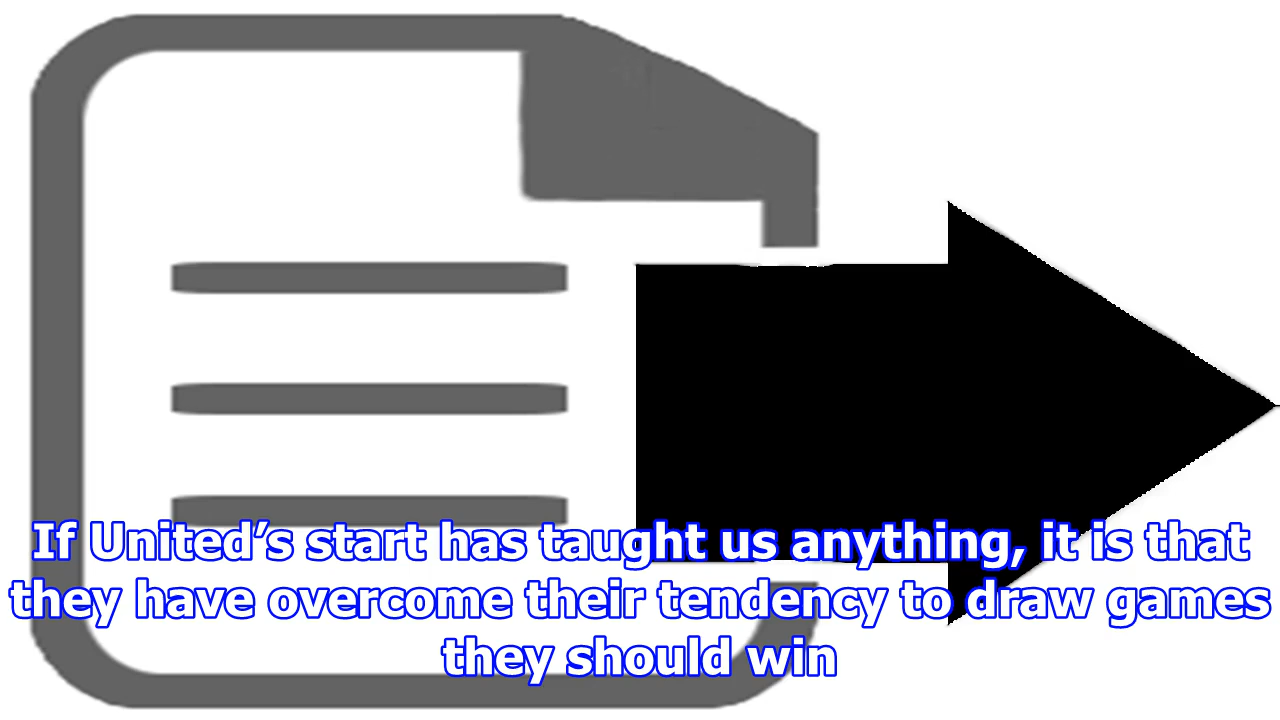 If United’s start has taught us anything, it is that
they have overcome their tendency to draw games
they should win